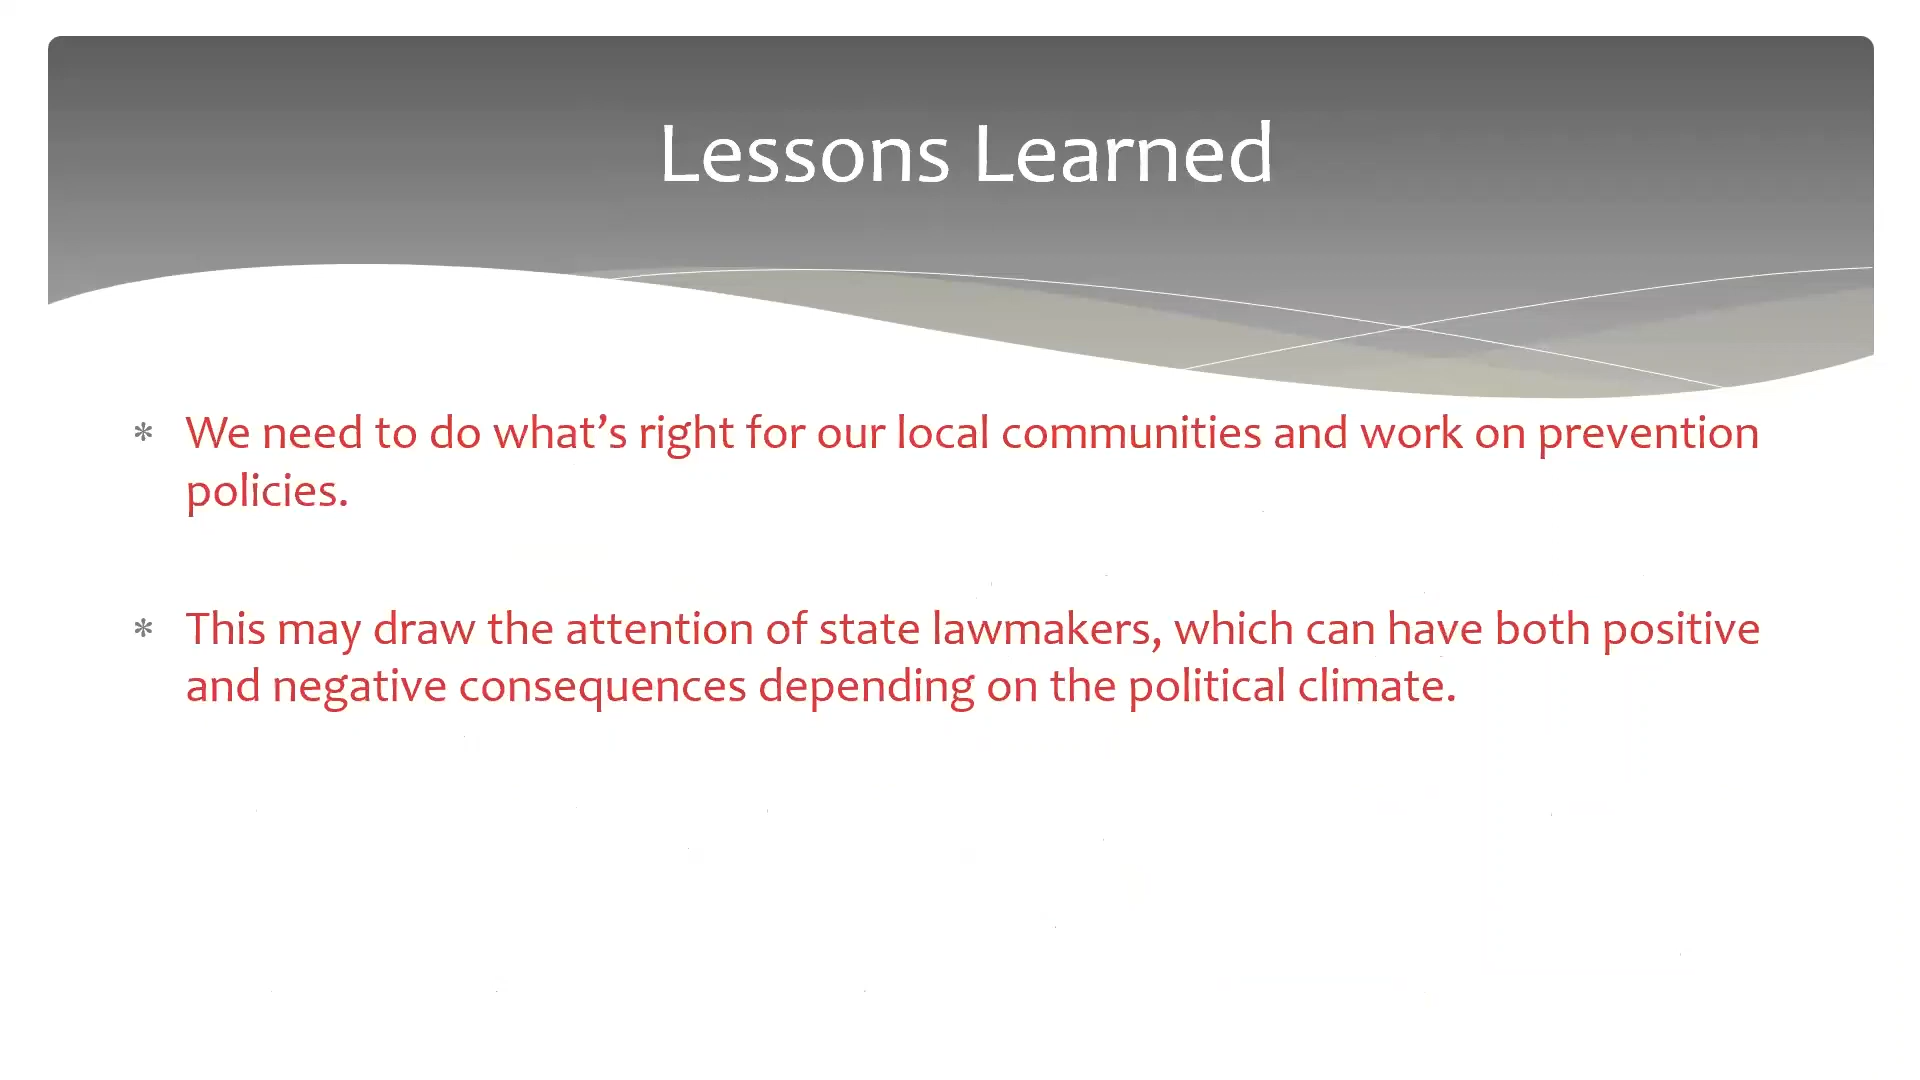 Lessons Learned
* We need to do what’s right for our local communities and work on prevention
policies.
* This may draw the attention of state lawmakers, which can have both positive
and negative consequences depending on the political climate.